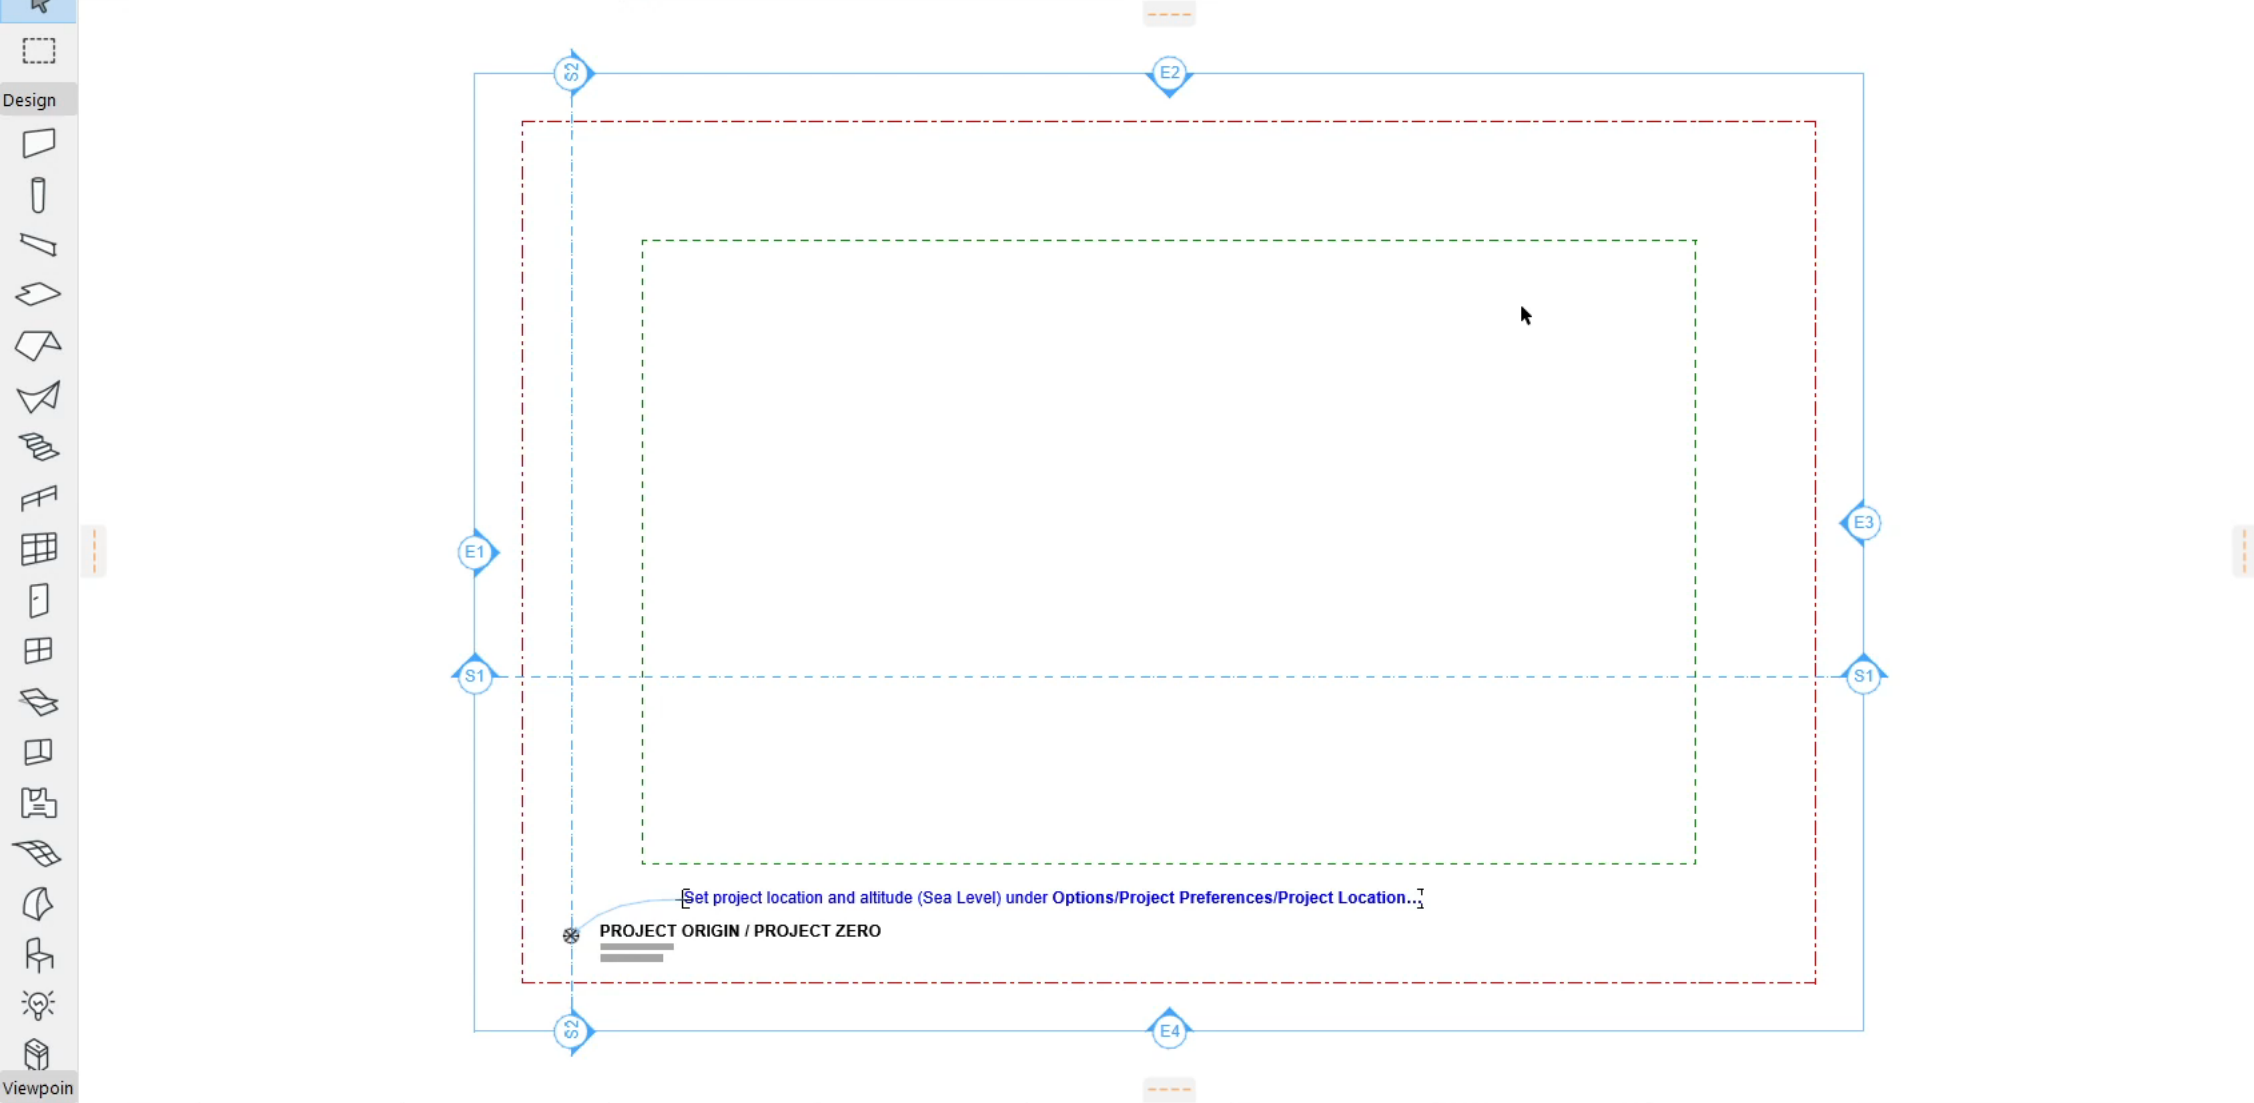 S2
E2
Design
E1
E3
S1
S1
Set project location and altitude (Sea Level) under Options/Project Preferences/Project Location...
PROJECT ORIGIN / PROJECT ZERO
S2
E4
Viewpoin